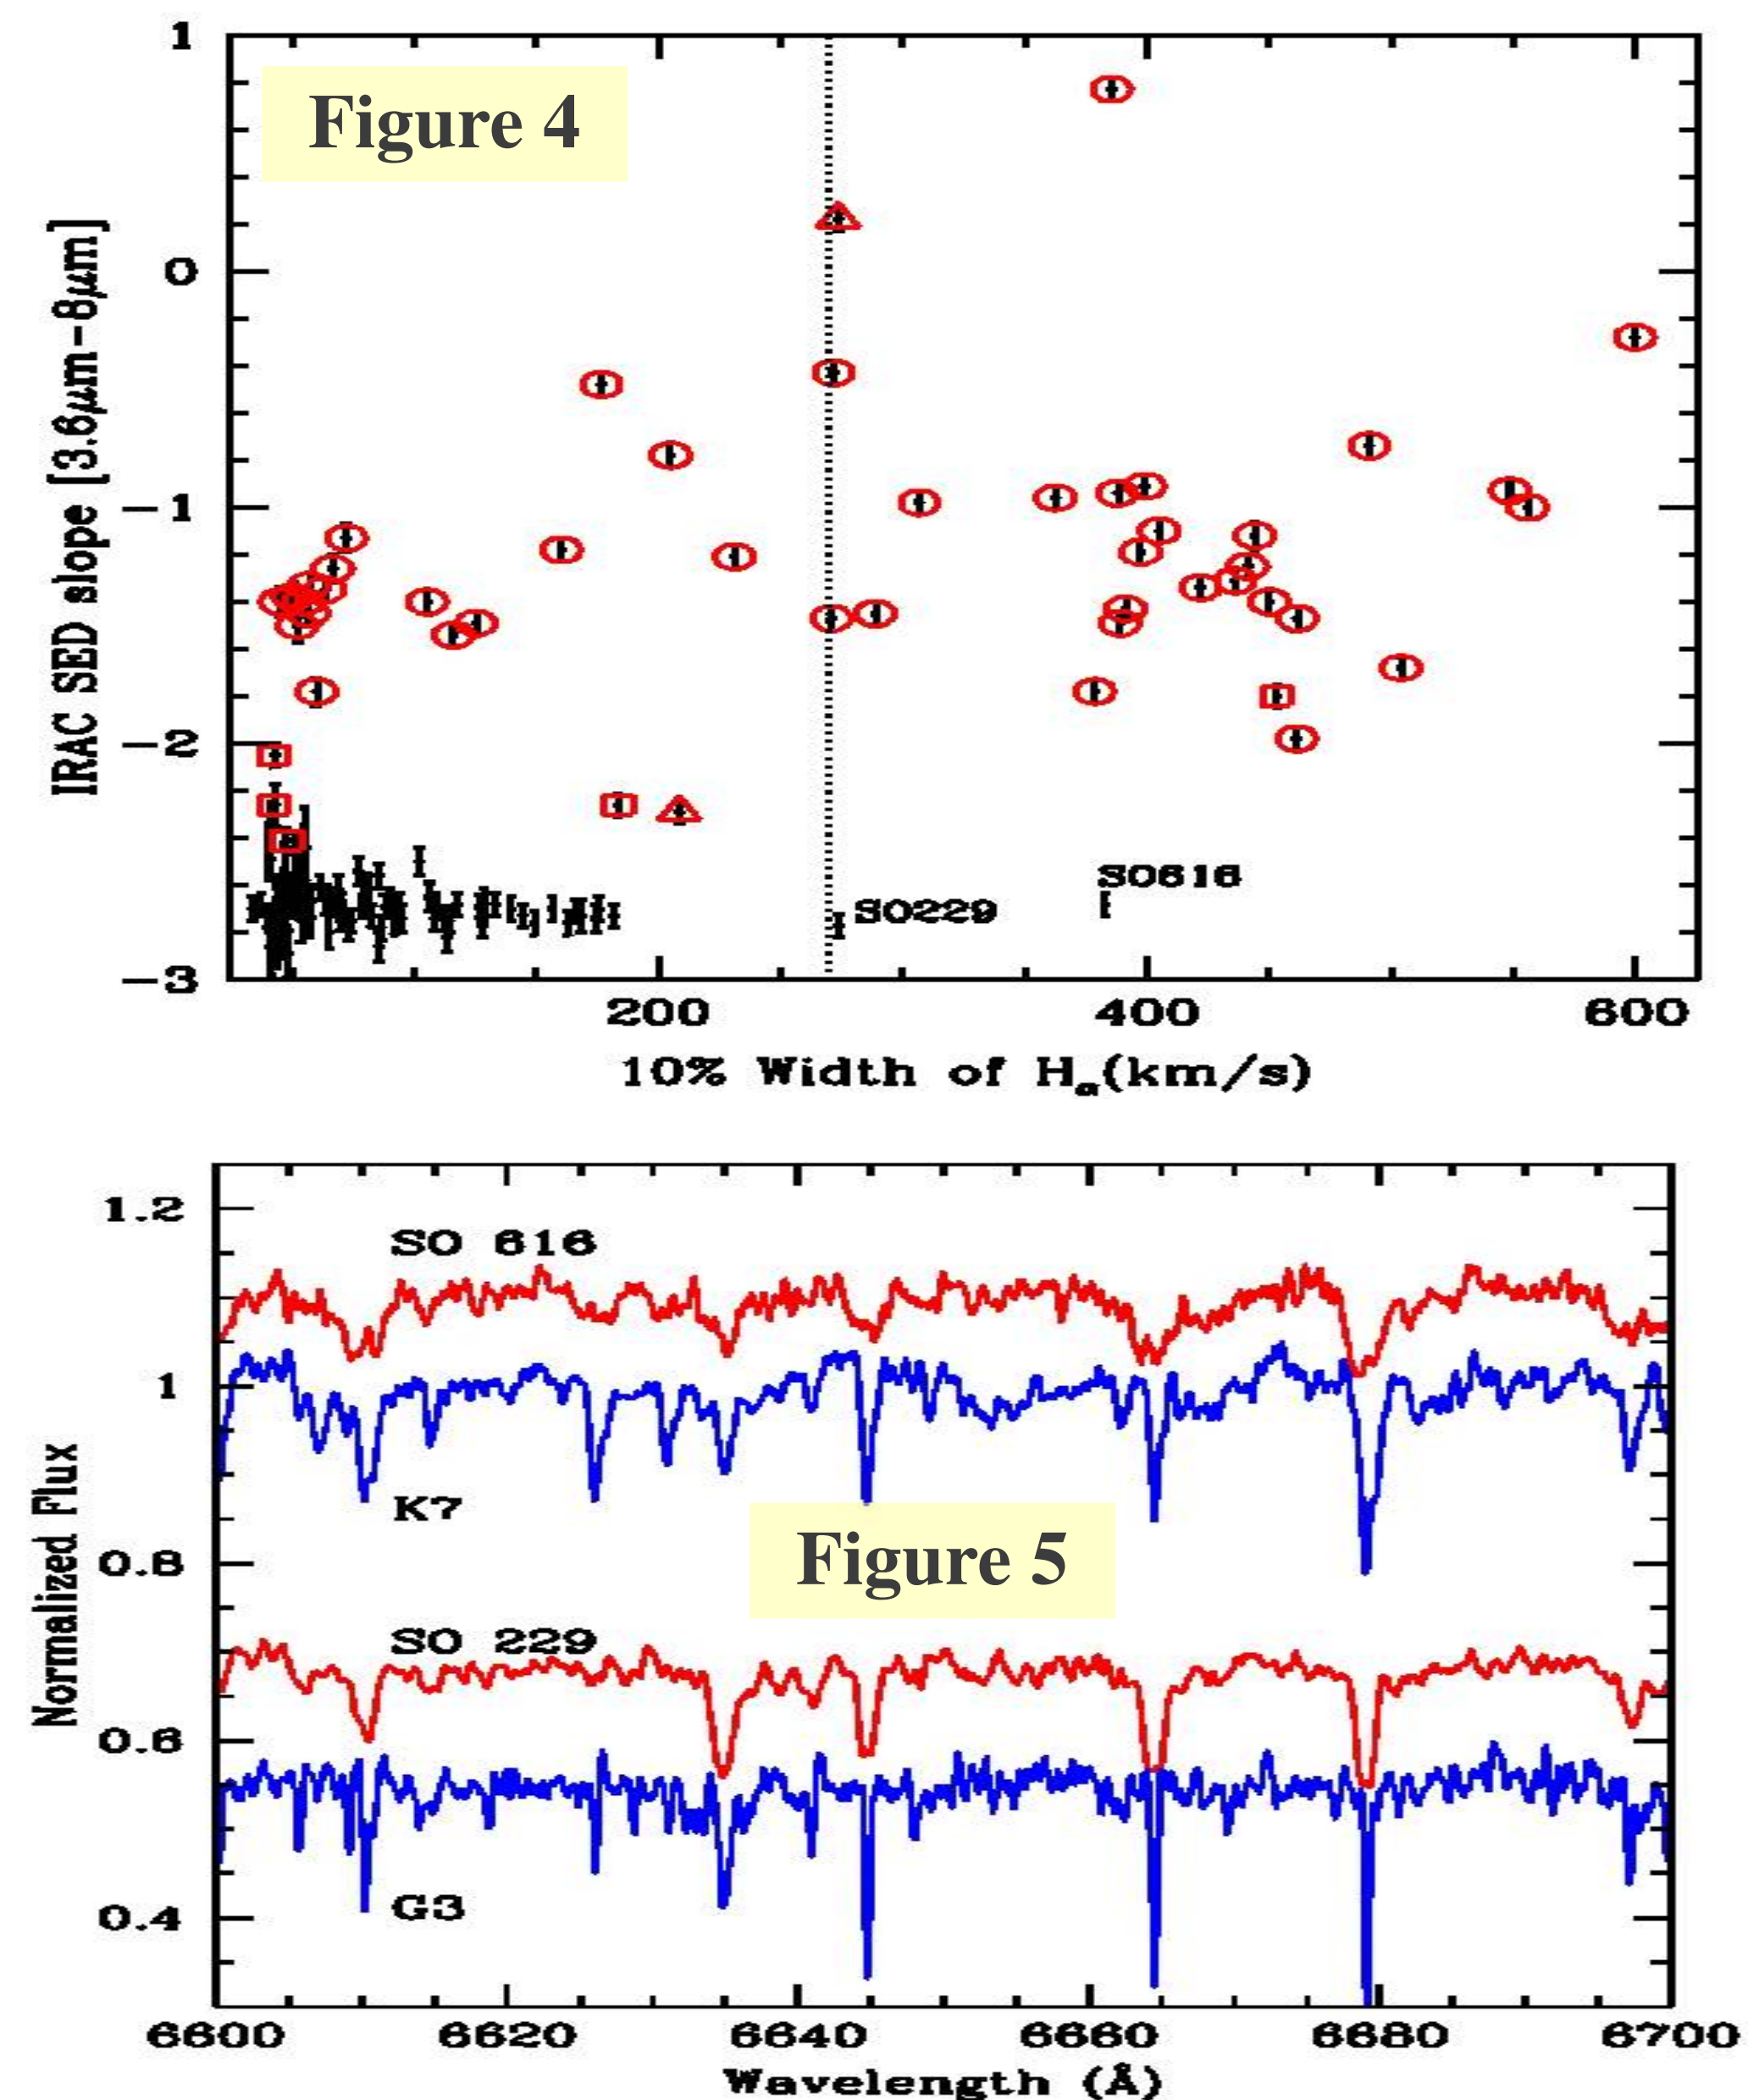 Figure 4
1
0
−1
−2
−3
IRAC SED slope [3.6μm−8μm]
SO616
SO229
200 400 600
10% Width of Hα(km/s)
1.2
1
0.8
0.6
0.4
Normalized Flux
SO 616
K7
Figure 5
SO 229
G3
6600 6620 6640 6660 6680 6700
Wavelength (Å)